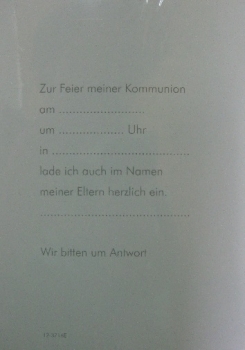 Zur Feier meiner Kommunion
am ........................
um ................... Uhr
in .......................................
lade ich auch im Namen
meiner Eltern herzlich ein.
..........................................
Wir bitten um Antwort